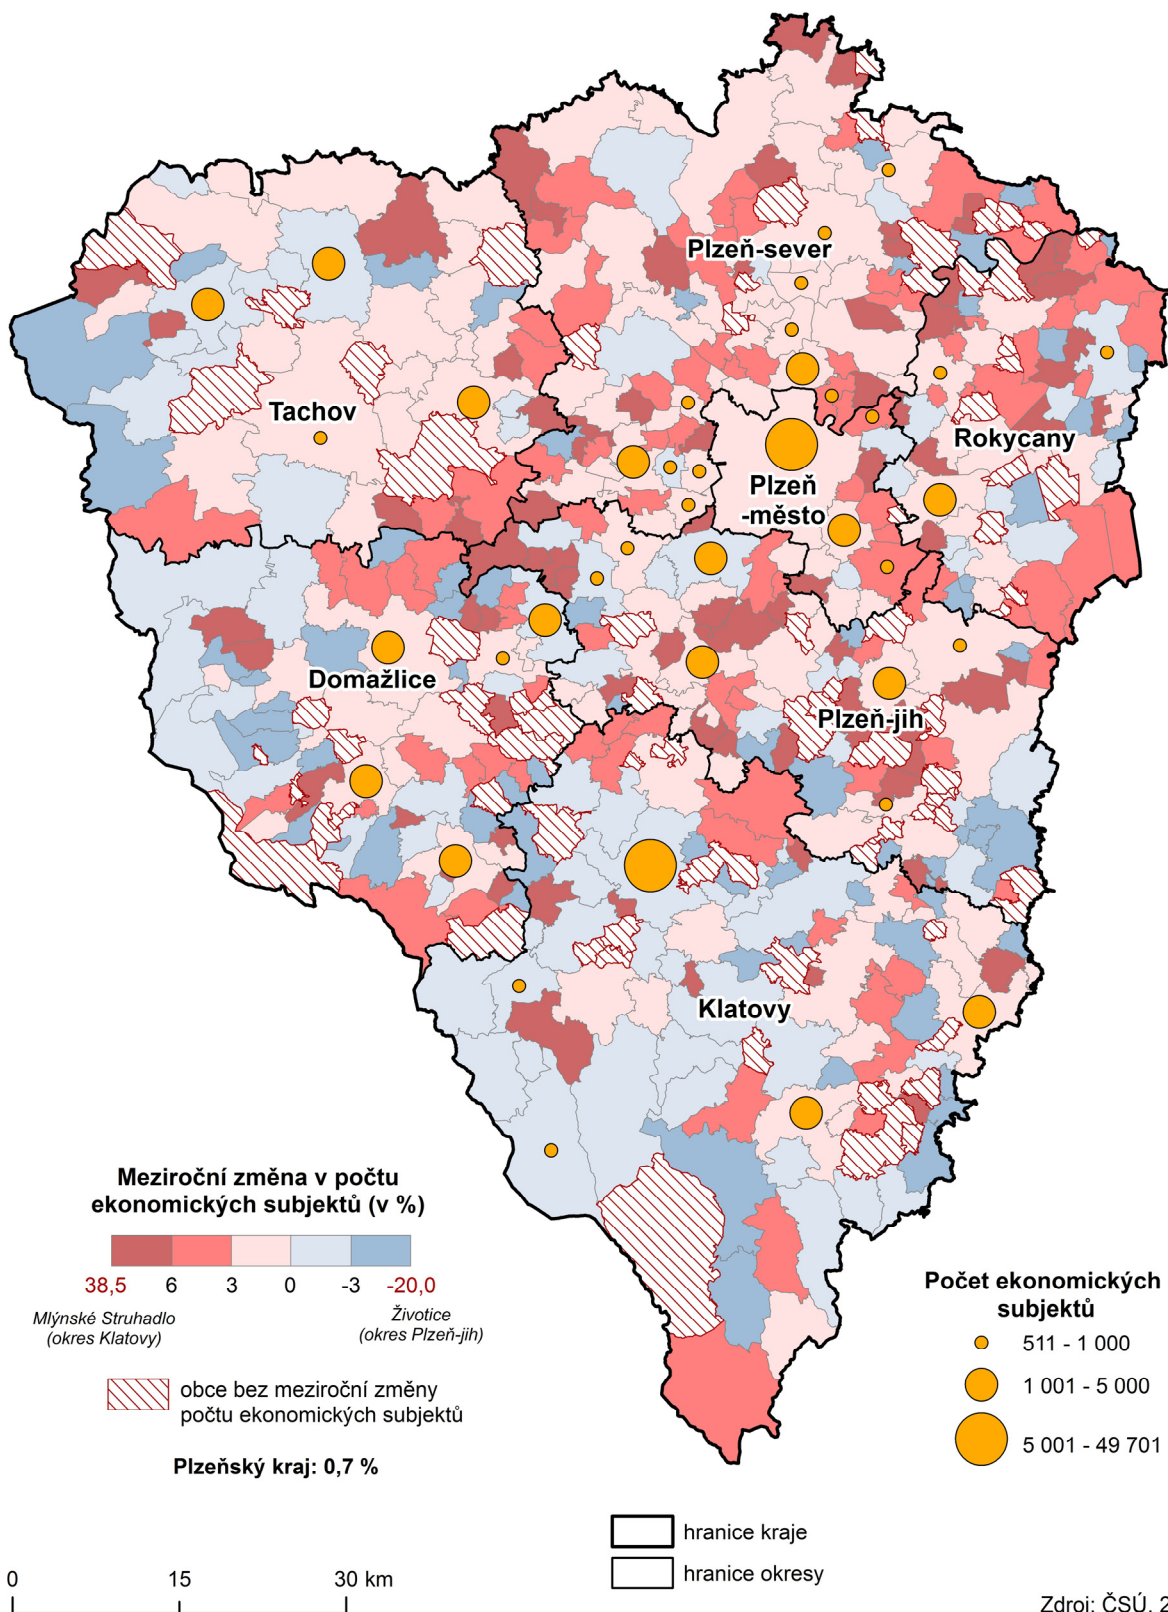 Plzeň-sever
Tachov
Rokycany
Plzeň
-město
Domažlice
Plzeň-jih
Klatovy
Meziroční změna v počtu
ekonomických subjektů (v %)
38,5 6 3 0 -3 -20,0
Mlýnské Struhadlo
(okres Klatovy)
Životice
(okres Plzeň-jih)
obce bez meziroční změny
počtu ekonomických subjektů
Plzeňský kraj: 0,7 %
Počet ekonomických
subjektů
511 - 1 000
1 001 - 5 000
5 001 - 49 701
hranice kraje
hranice okresy
0 15 30 km
Zdroj: ČSÚ, 2